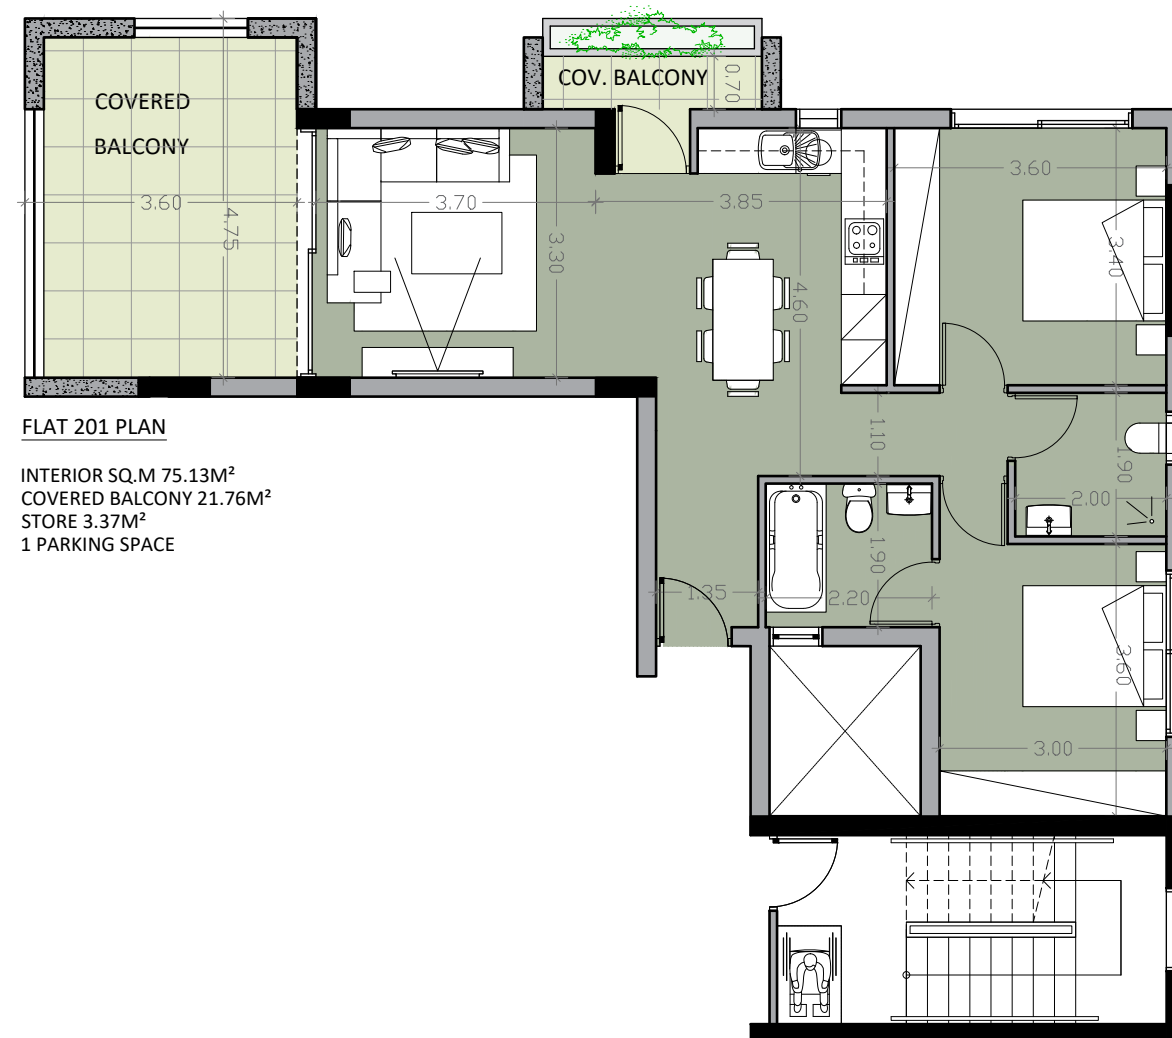 COV. BALCONY
0.70
COVERED
BALCONY
3.60
4.75
3.70
3.30
3.85
4.60
3.60
3.40
1.10
1.90
2.00
1.90
2.20
1.35
3.60
3.00
FLAT 201 PLAN
INTERIOR SQ.M 75.13M²
COVERED BALCONY 21.76M²
STORE 3.37M²
1 PARKING SPACE